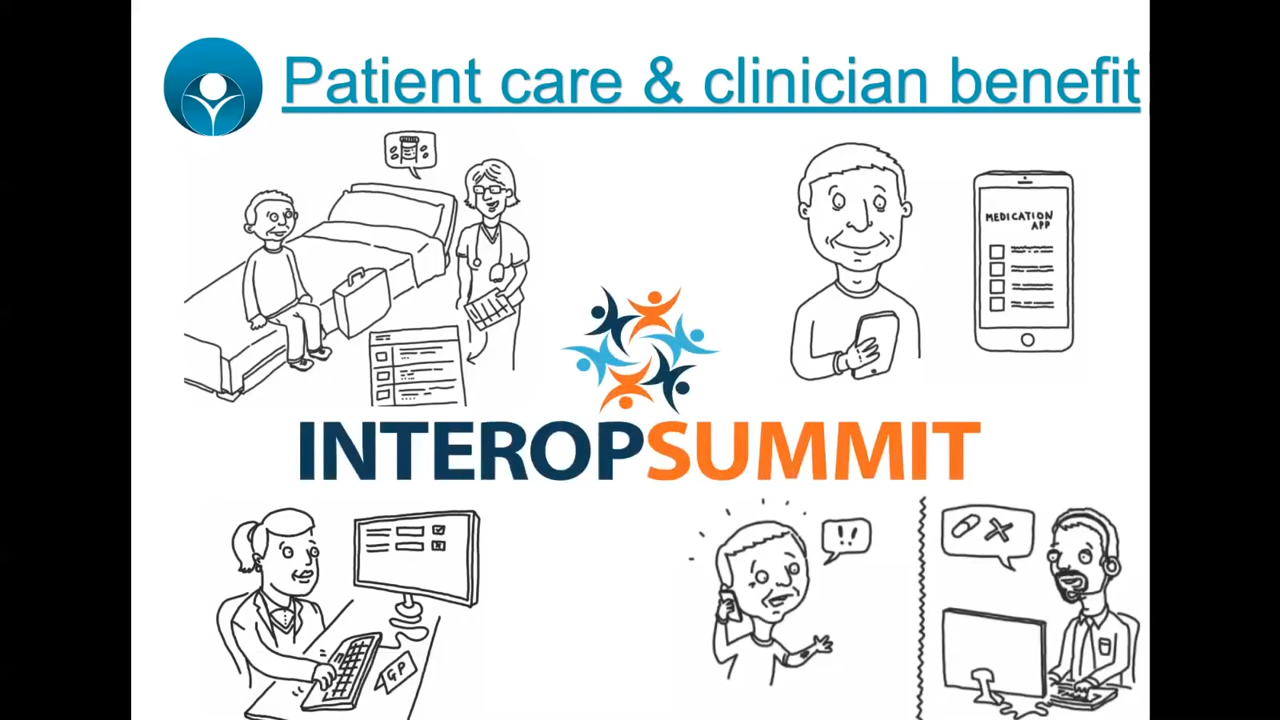 Patient care & clinician benefit
MEDICATION
APP
INTEROPSUMMIT
!!
GP